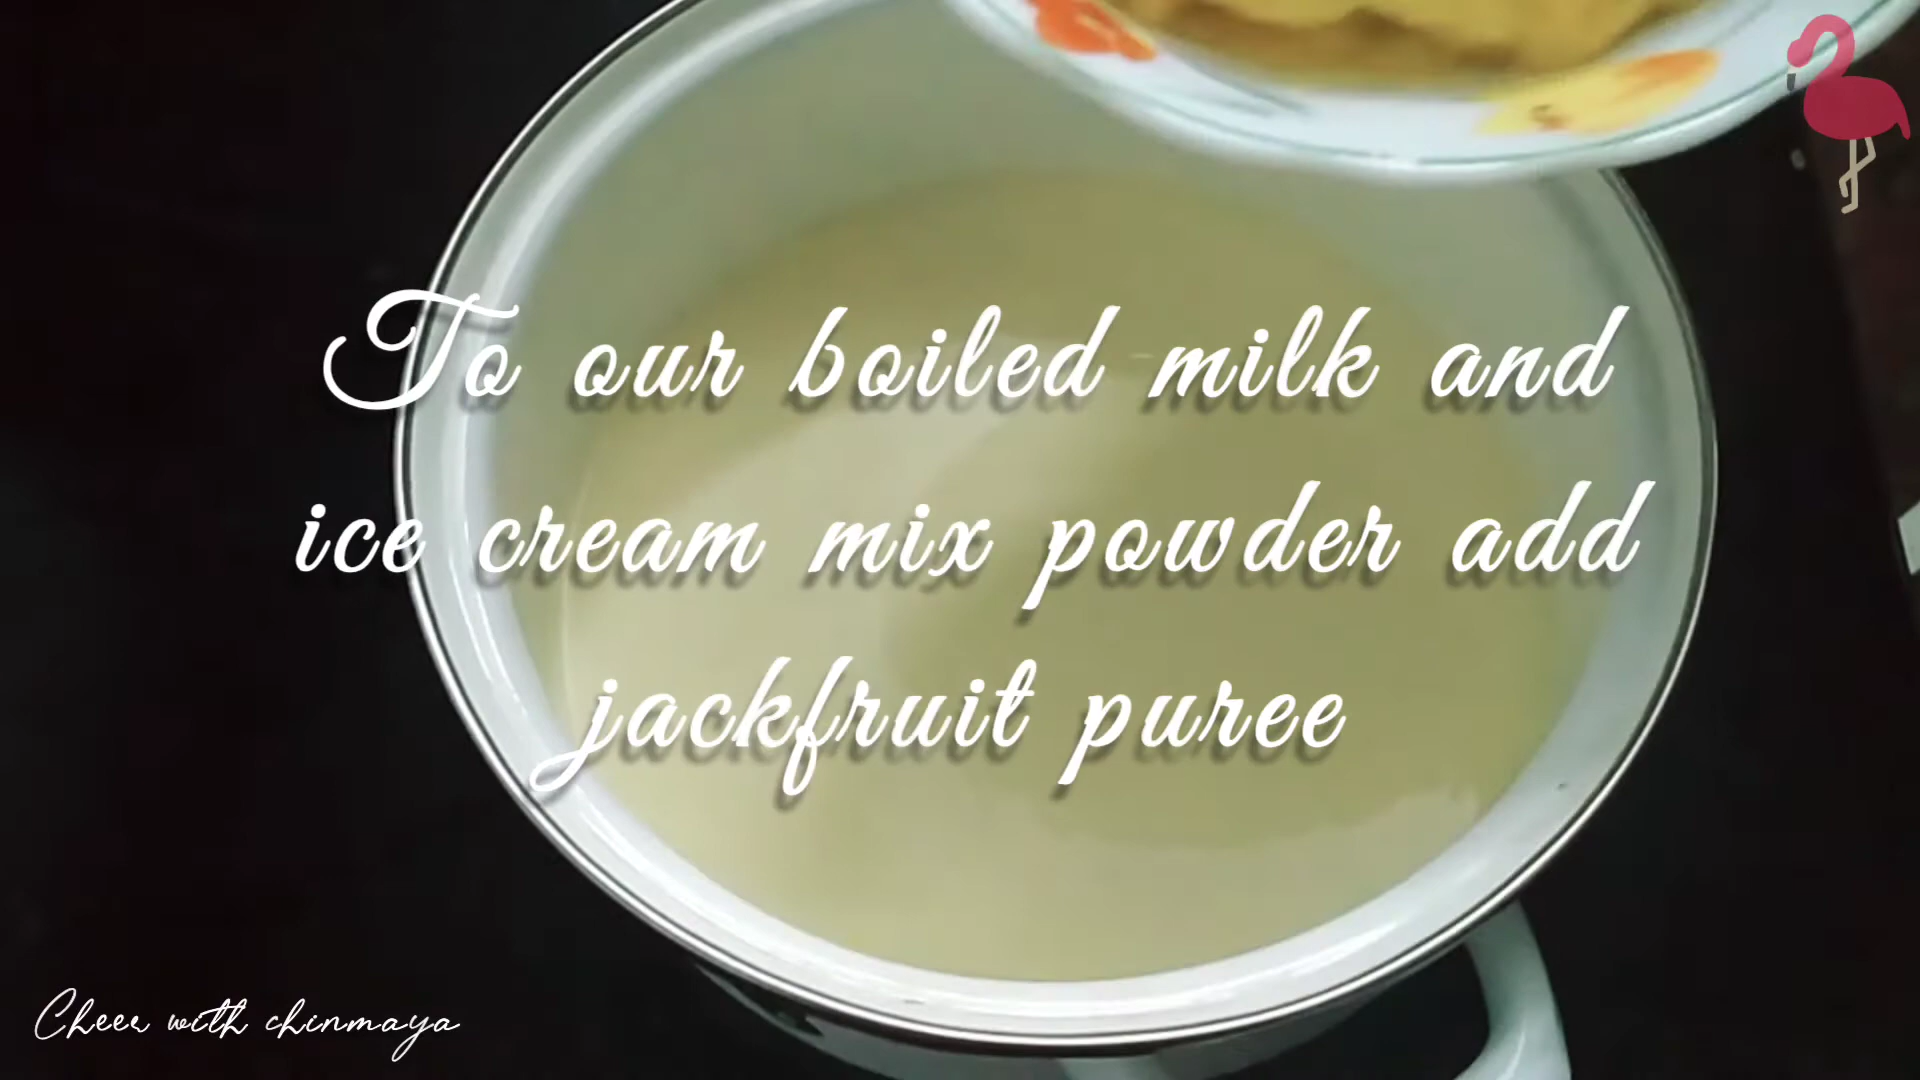 To our boiled milk and
ice cream mix powder add
jackfruit puree
Cheer with chinmaya